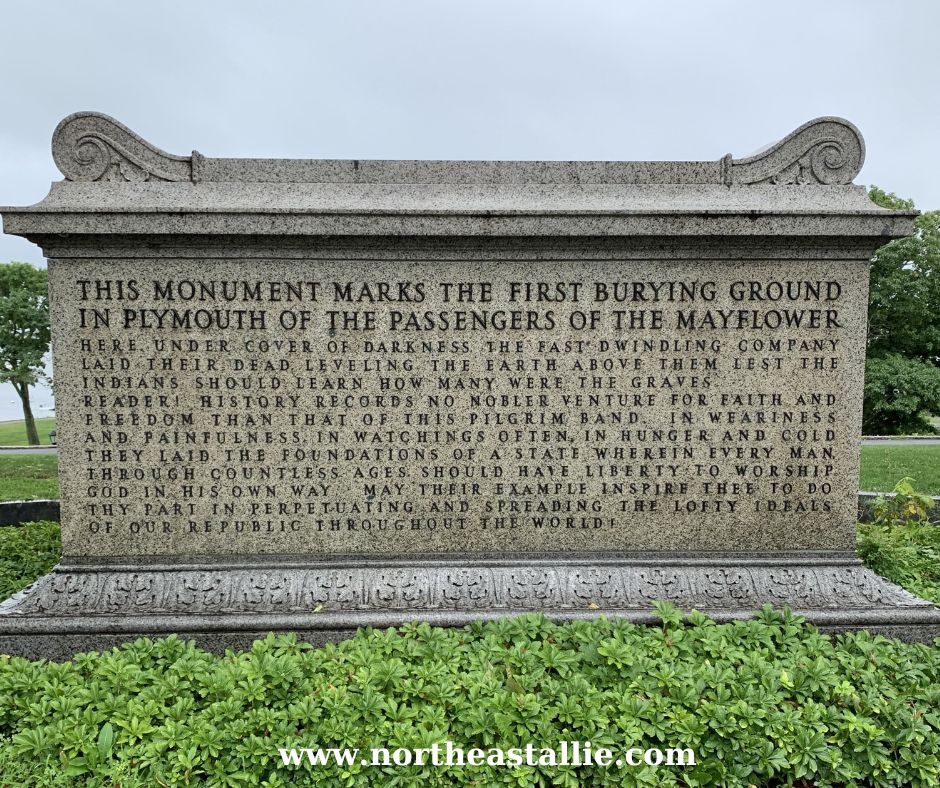 THIS MONUMENT MARKS THE FIRST BURYING GROUND
IN PLYMOUTH OF THE PASSENGERS OF THE MAYFLOWER
HERE UNDER COVER OF DARKNESS THE FAST DWINDLING COMPANY
LAID THEIR DEAD, LEVELING THE EARTH ABOVE THEM LEST THE
INDIANS SHOULD LEARN HOW MANY WERE THE GRAVES
READER! HISTORY RECORDS NO NOBLER VENTURE FOR FAITH AND
FREEDOM THAN THAT OF THIS PILGRIM BAND. IN WEARINESS
AND PAINFULNESS, IN WATCHINGS OFTEN, IN HUNGER AND COLD
THEY LAID THE FOUNDATIONS OF A STATE WHEREIN EVERY MAN
THROUGH COUNTLESS AGES SHOULD HAVE LIBERTY TO WORSHIP
GOD IN HIS OWN WAY. MAY THEIR EXAMPLE INSPIRE THEE TO DO
THY PART IN PERPETUATING AND SPREADING THE LOFTY IDEALS
OF OUR REPUBLIC THROUGHOUT THE WORLD!
www.northeastallie.com